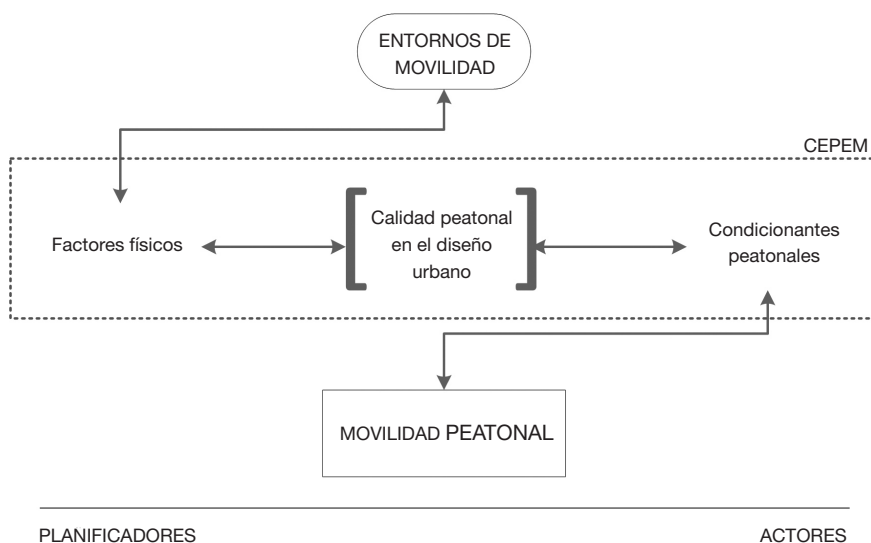 ENTORNOS DE
MOVILIDAD
CEPEM
Factores físicos
Calidad peatonal
en el diseño
urbano
Condicionantes
peatonales
MOVILIDAD PEATONAL
PLANIFICADORES
ACTORES